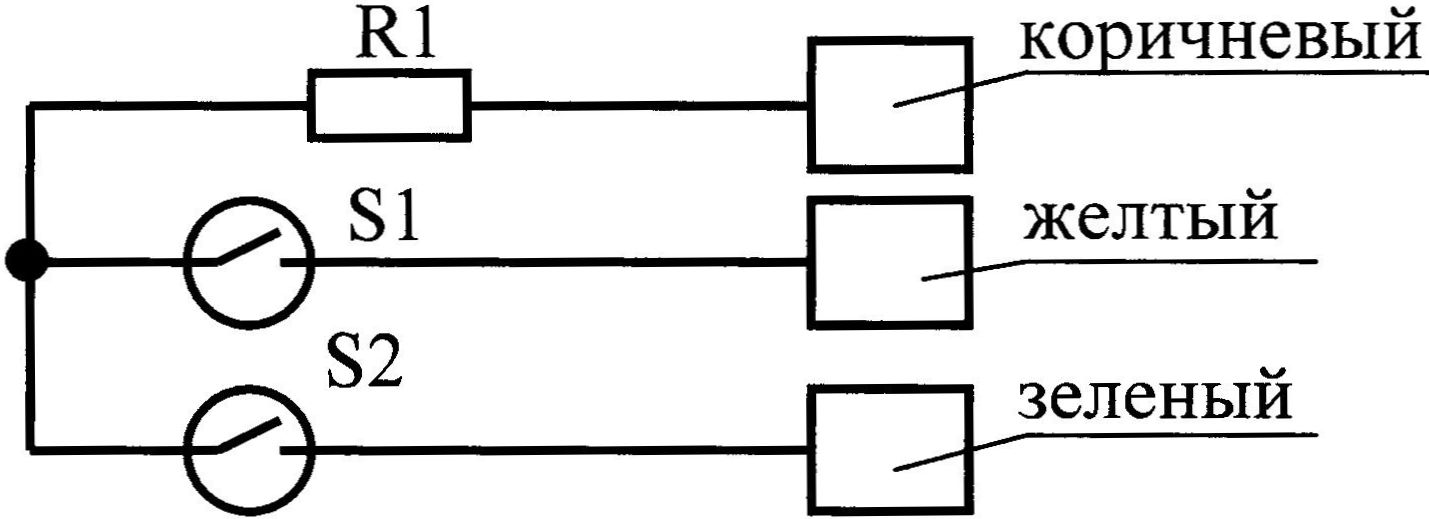 R1
коричневый
S1
желтый
S2
зеленый